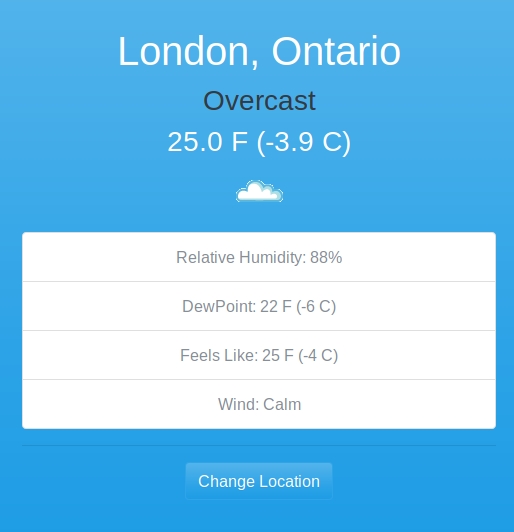 London, Ontario
Overcast
25.0 F (-3.9 C)
Relative Humidity: 88%
DewPoint: 22 F (-6 C)
Feels Like: 25 F (-4 C)
Wind: Calm
Change Location